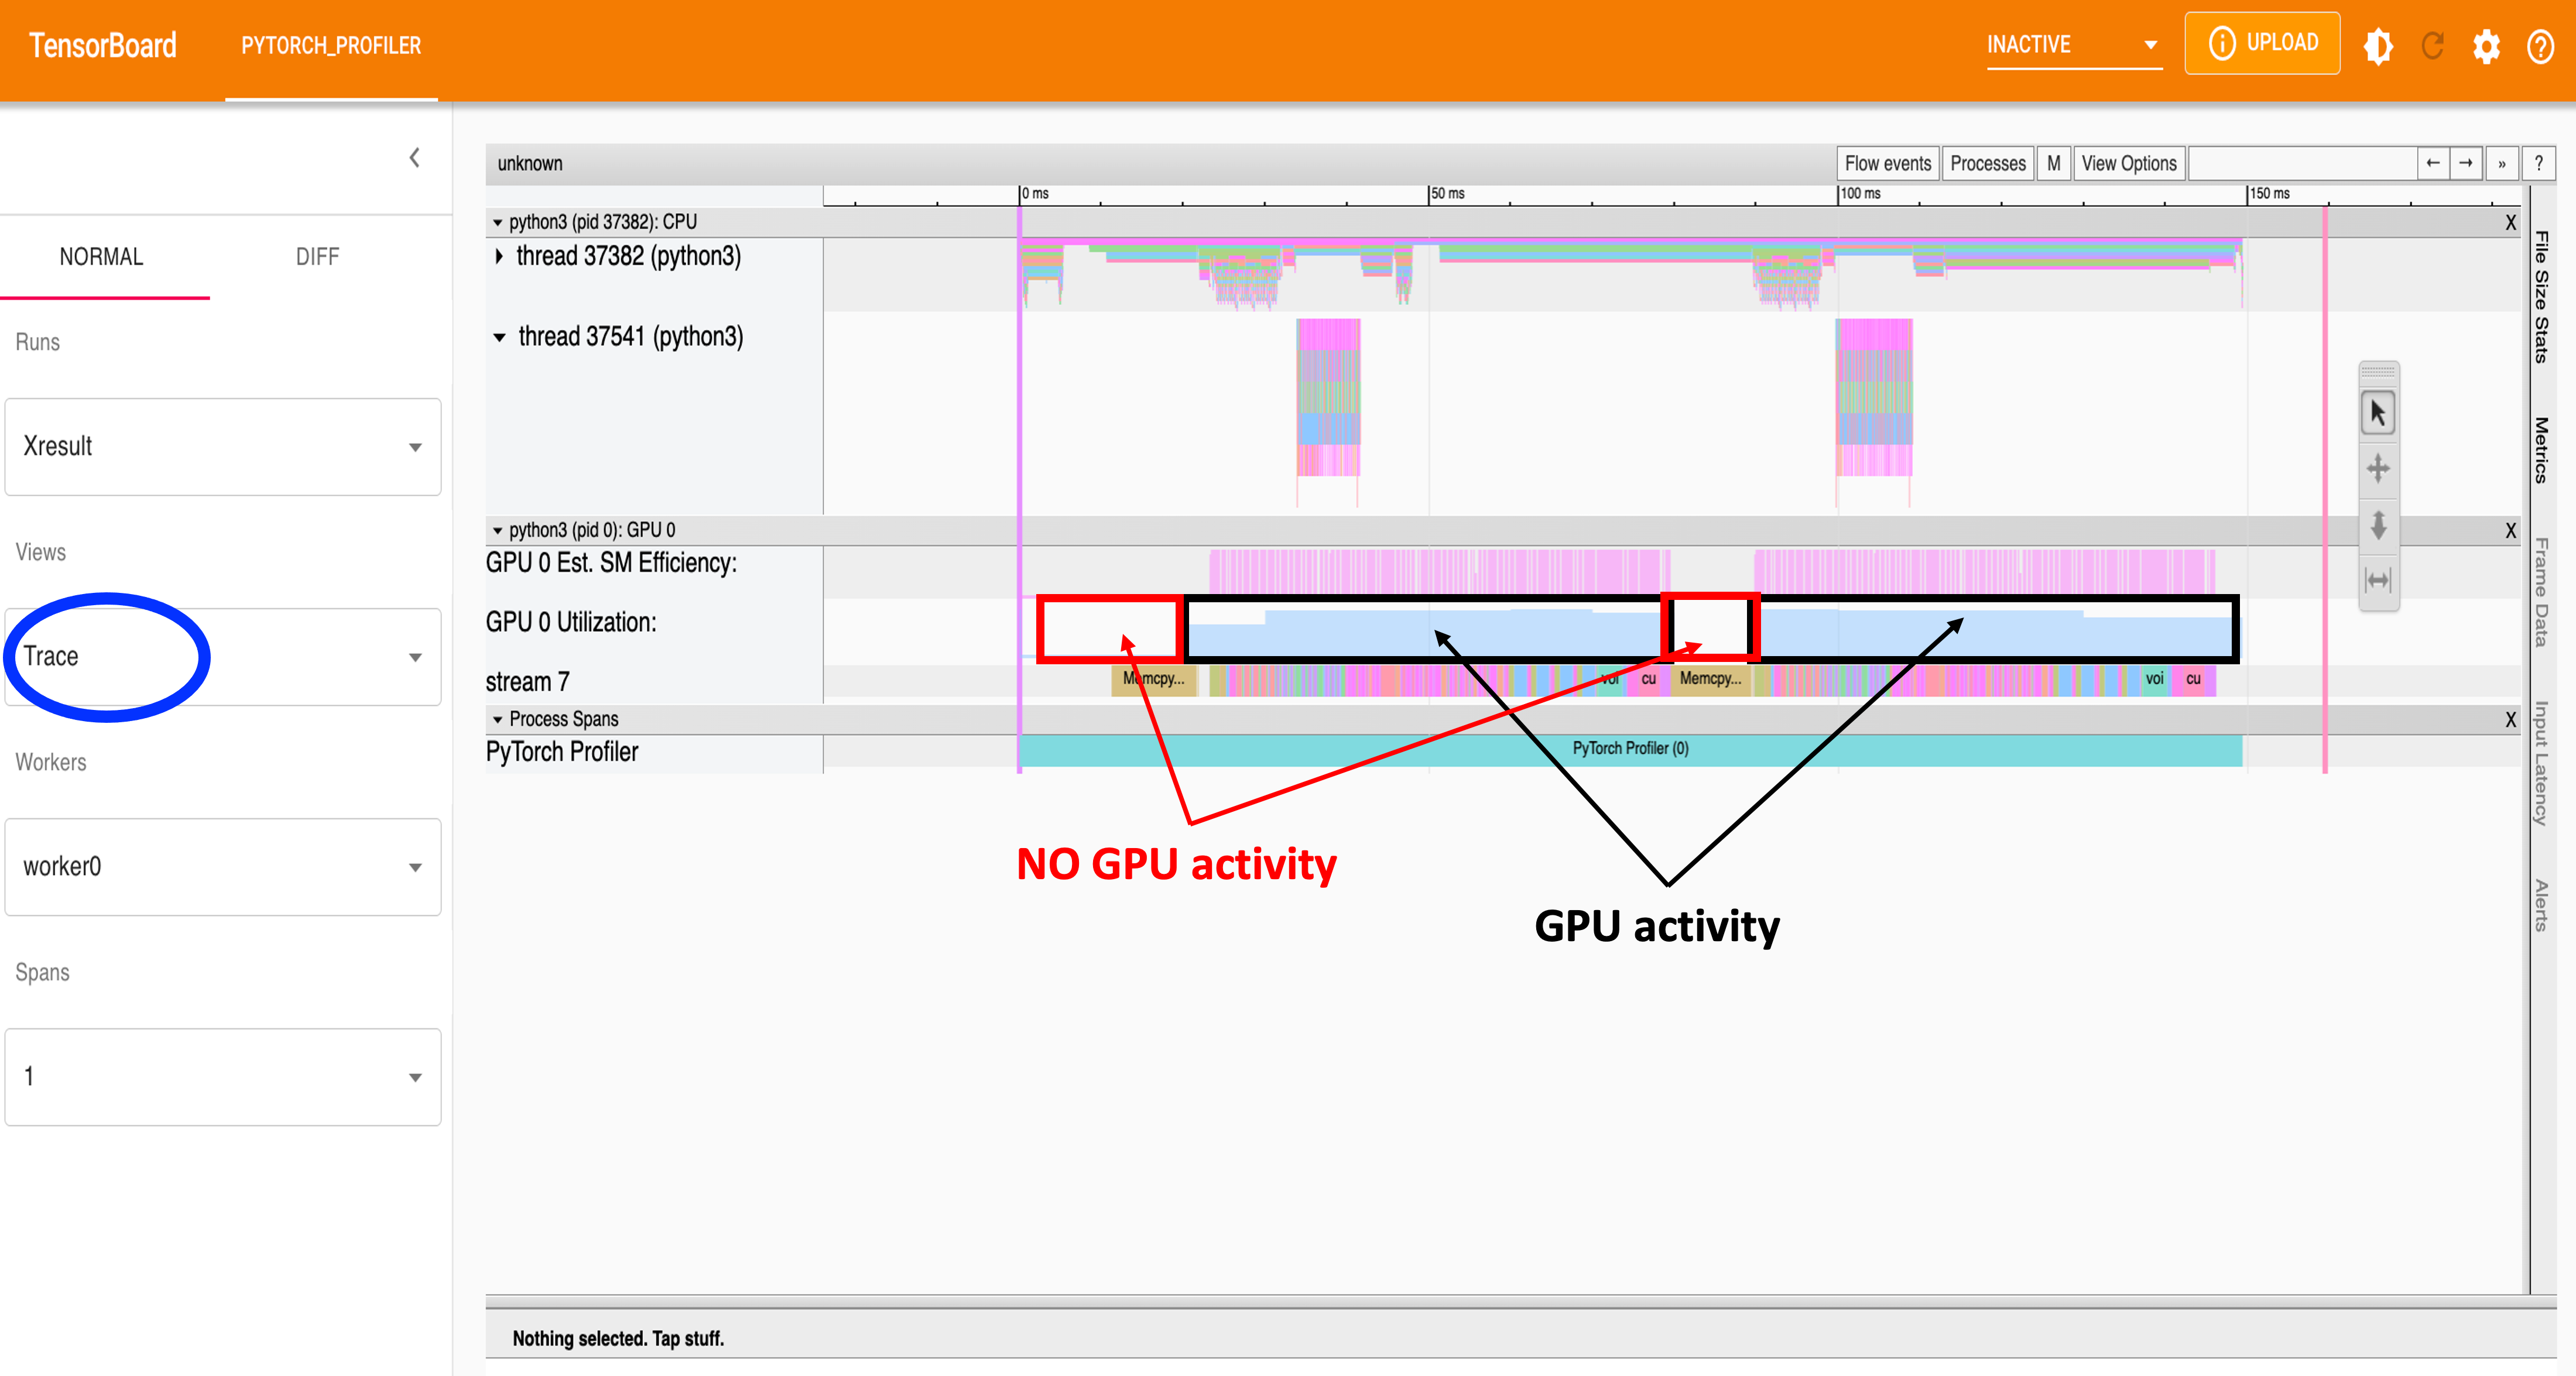 TensorBoard
PYTORCH_PROFILER
INACTIVE
UPLOAD
NORMAL
DIFF
Runs
Xresult
Views
Trace
Workers
worker0
Spans
1
unknown
Flow events
Processes
M
View Options
←
→
»
?
0 ms
50 ms
100 ms
150 ms
python3 (pid 37382): CPU
X
thread 37382 (python3)
thread 37541 (python3)
python3 (pid 0): GPU 0
X
GPU 0 Est. SM Efficiency:
GPU 0 Utilization:
stream 7
Memcpy...
voi
cu
Memcpy...
voi
cu
Process Spans
X
PyTorch Profiler
PyTorch Profiler (0)
NO GPU activity
GPU activity
File Size Stats
Metrics
Frame Data
Input Latency
Alerts
Nothing selected. Tap stuff.